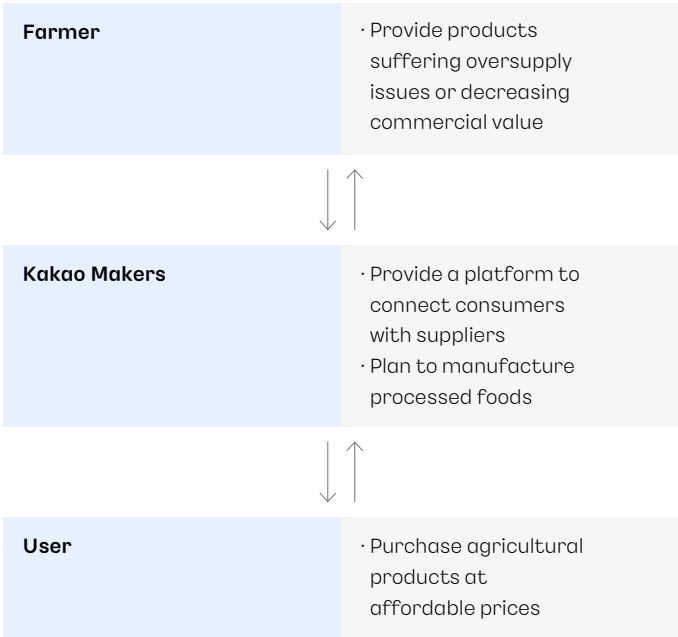 Farmer
· Provide products
suffering oversupply
issues or decreasing
commercial value
Kakao Makers
· Provide a platform to
connect consumers
with suppliers
· Plan to manufacture
processed foods
User
· Purchase agricultural
products at
affordable prices